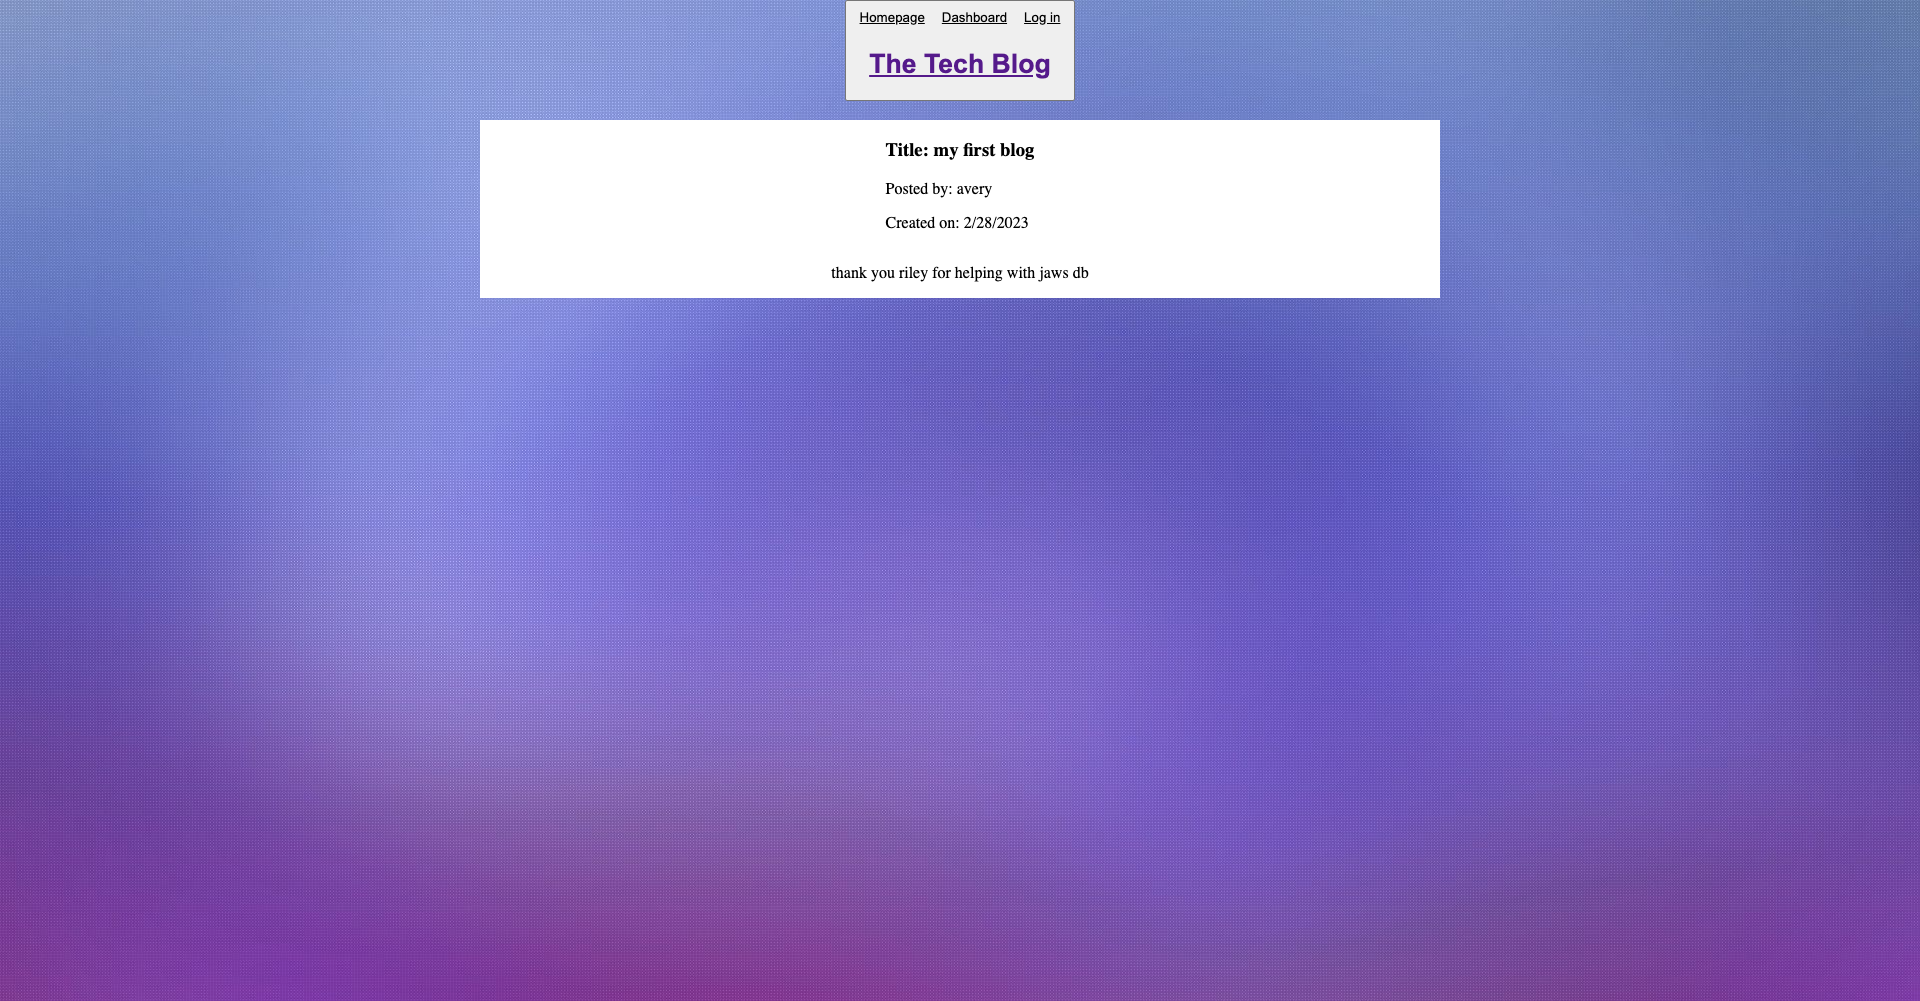 Homepage Dashboard Log in
The Tech Blog
Title: my first blog
Posted by: avery
Created on: 2/28/2023
thank you riley for helping with jaws db